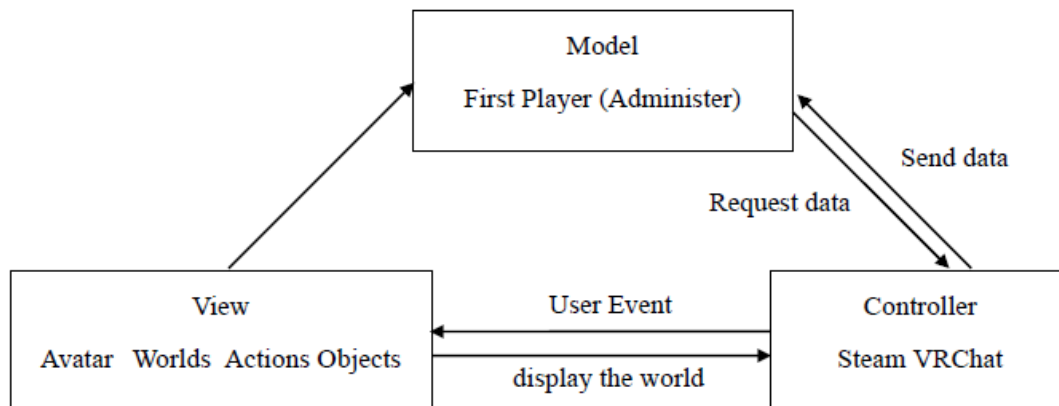 Model
First Player (Administer)
Send data
Request data
View
Avatar Worlds Actions Objects
User Event
display the world
Controller
Steam VRChat